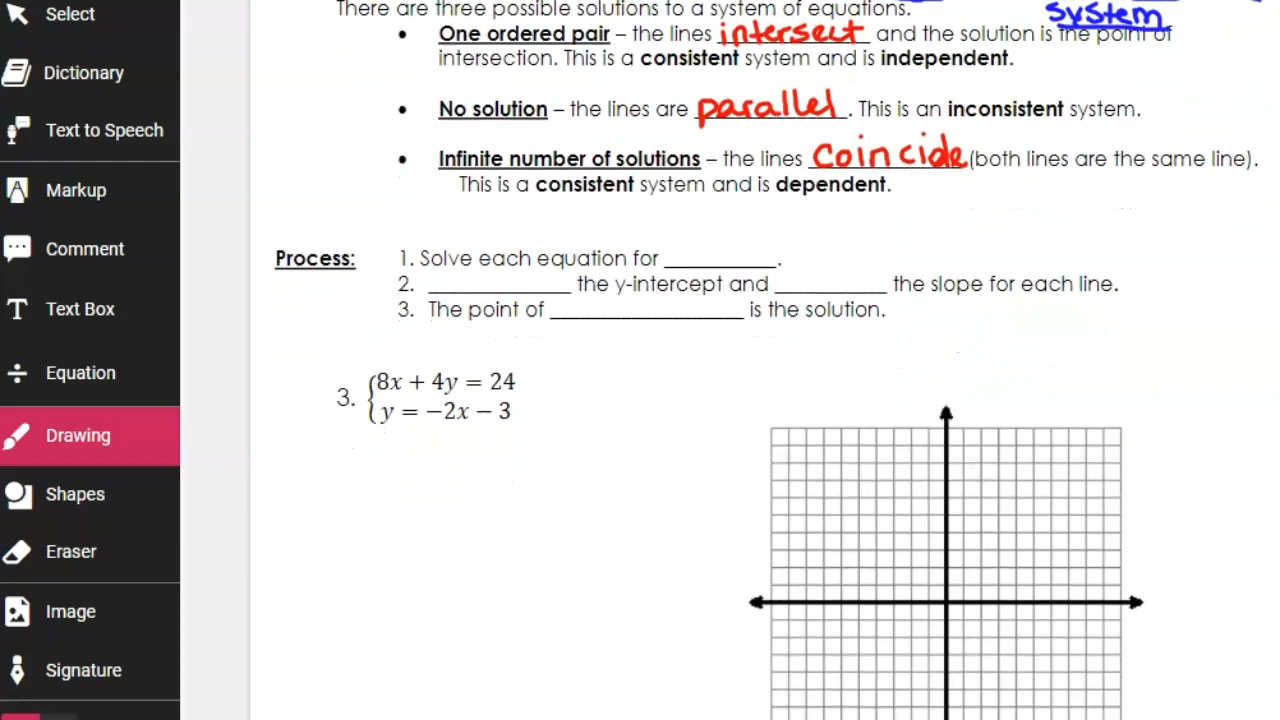 Select
Dictionary
Text to Speech
Markup
Comment
Text Box
Equation
Drawing
Shapes
Eraser
Image
Signature
There are three possible solutions to a system of equations.
system
• One ordered pair – the lines intersect and the solution is the point of
intersection. This is a consistent system and is independent.
• No solution – the lines are parallel. This is an inconsistent system.
• Infinite number of solutions – the lines coincide (both lines are the same line).
This is a consistent system and is dependent.
Process: 1. Solve each equation for __________.
2. _____________ the y-intercept and __________ the slope for each line.
3. The point of _________________ is the solution.
3. {8x + 4y = 24
y = −2x − 3